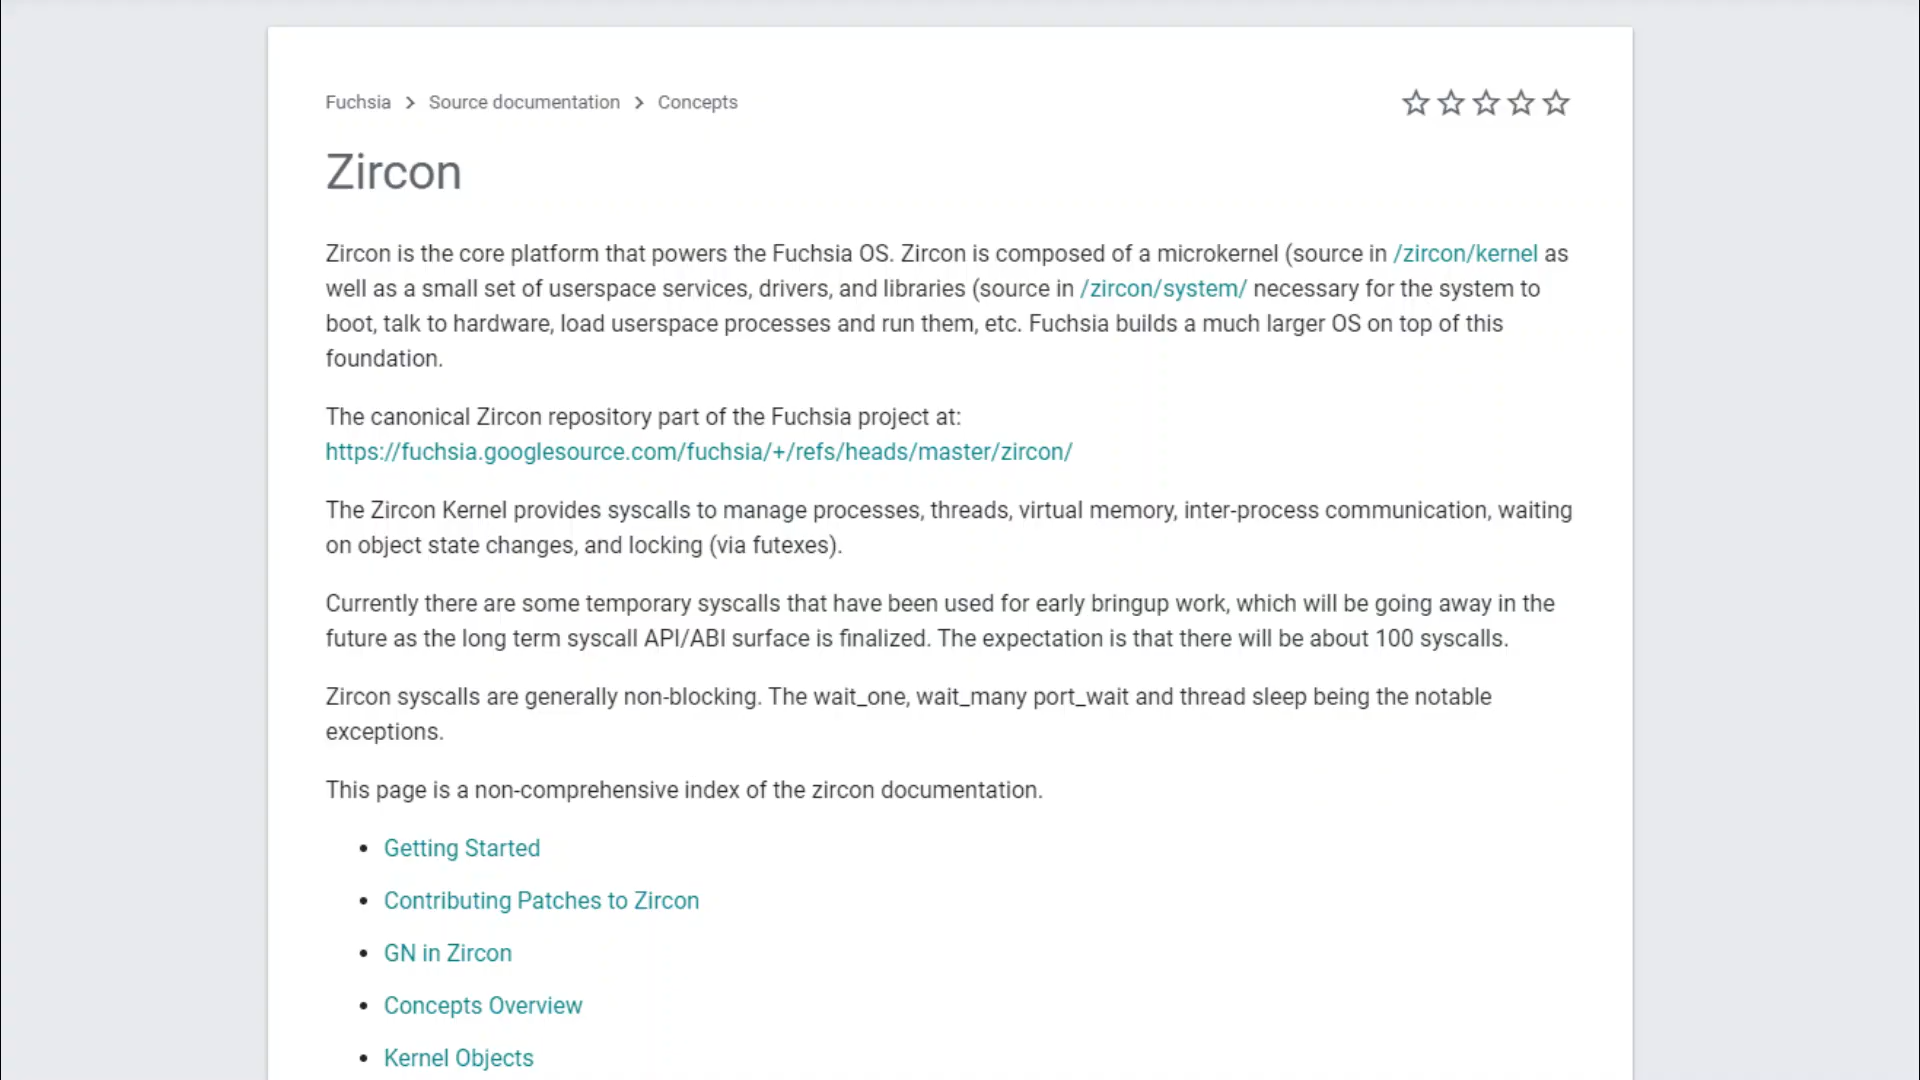 Fuchsia > Source documentation > Concepts
Zircon
Zircon is the core platform that powers the Fuchsia OS. Zircon is composed of a microkernel (source in /zircon/kernel as
well as a small set of userspace services, drivers, and libraries (source in /zircon/system/ necessary for the system to
boot, talk to hardware, load userspace processes and run them, etc. Fuchsia builds a much larger OS on top of this
foundation.
The canonical Zircon repository part of the Fuchsia project at:
https://fuchsia.googlesource.com/fuchsia/+/refs/heads/master/zircon/
The Zircon Kernel provides syscalls to manage processes, threads, virtual memory, inter-process communication, waiting
on object state changes, and locking (via futexes).
Currently there are some temporary syscalls that have been used for early bringup work, which will be going away in the
future as the long term syscall API/ABI surface is finalized. The expectation is that there will be about 100 syscalls.
Zircon syscalls are generally non-blocking. The wait_one, wait_many port_wait and thread sleep being the notable
exceptions.
This page is a non-comprehensive index of the zircon documentation.
• Getting Started
• Contributing Patches to Zircon
• GN in Zircon
• Concepts Overview
• Kernel Objects